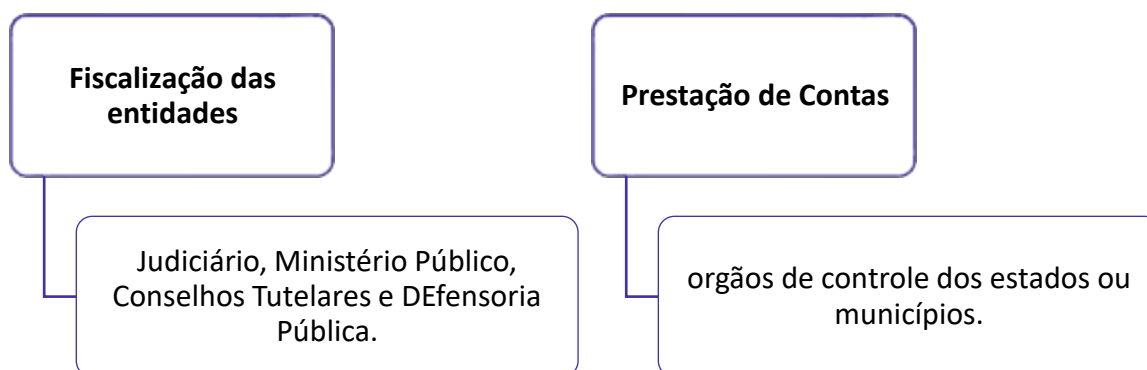 Fiscalização das
entidades
Judiciário, Ministério Público,
Conselhos Tutelares e DEfensoria
Pública.
Prestação de Contas
orgãos de controle dos estados ou
municípios.